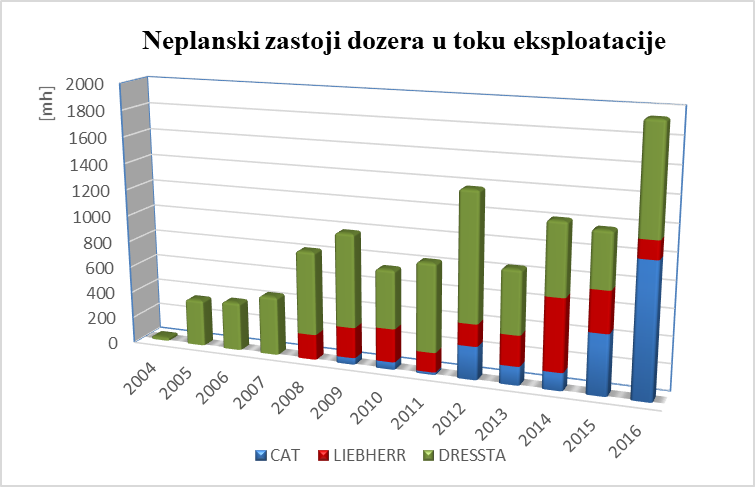 Neplanski zastoji dozera u toku eksploatacije
[mh]
2000
1800
1600
1400
1200
1000
800
600
400
200
0
2004 2005 2006 2007 2008 2009 2010 2011 2012 2013 2014 2015 2016
CAT LIEBHERR DRESSTA